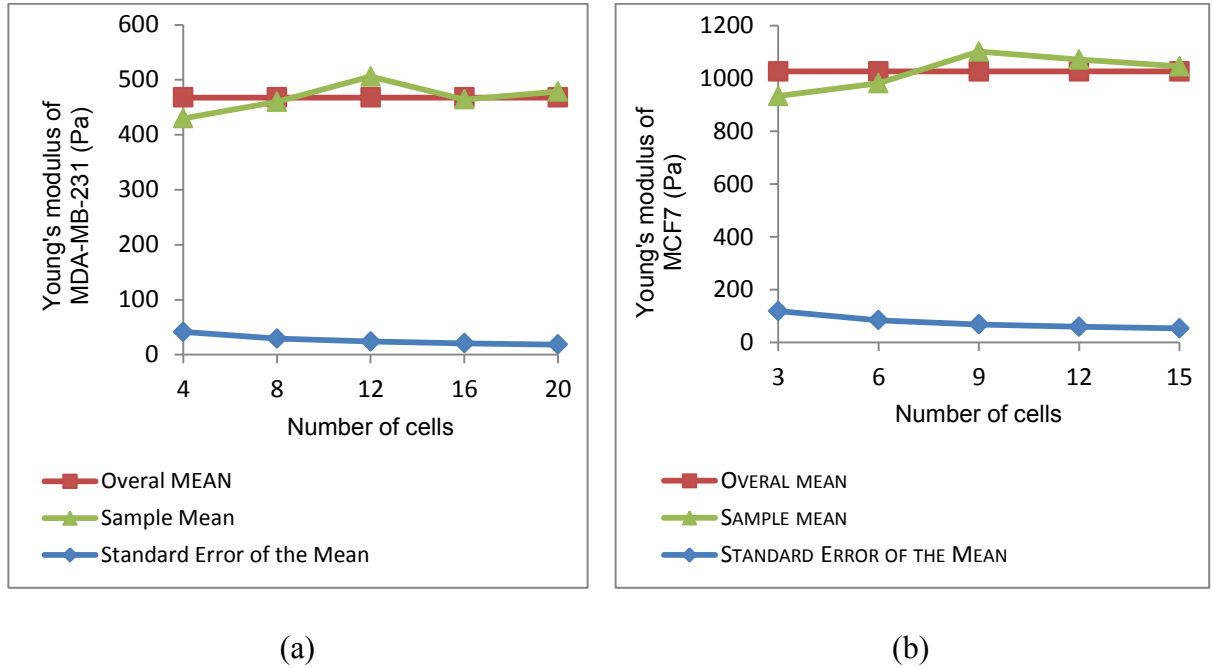 600
500
400
300
200
100
0
4 8 12 16 20
Young's modulus of
MDA-MB-231 (Pa)
Number of cells
Overal MEAN
Sample Mean
Standard Error of the Mean
(a)
1200
1000
800
600
400
200
0
3 6 9 12 15
Young's modulus of
MCF7 (Pa)
Number of cells
OVERAL MEAN
SAMPLE MEAN
STANDARD ERROR OF THE MEAN
(b)